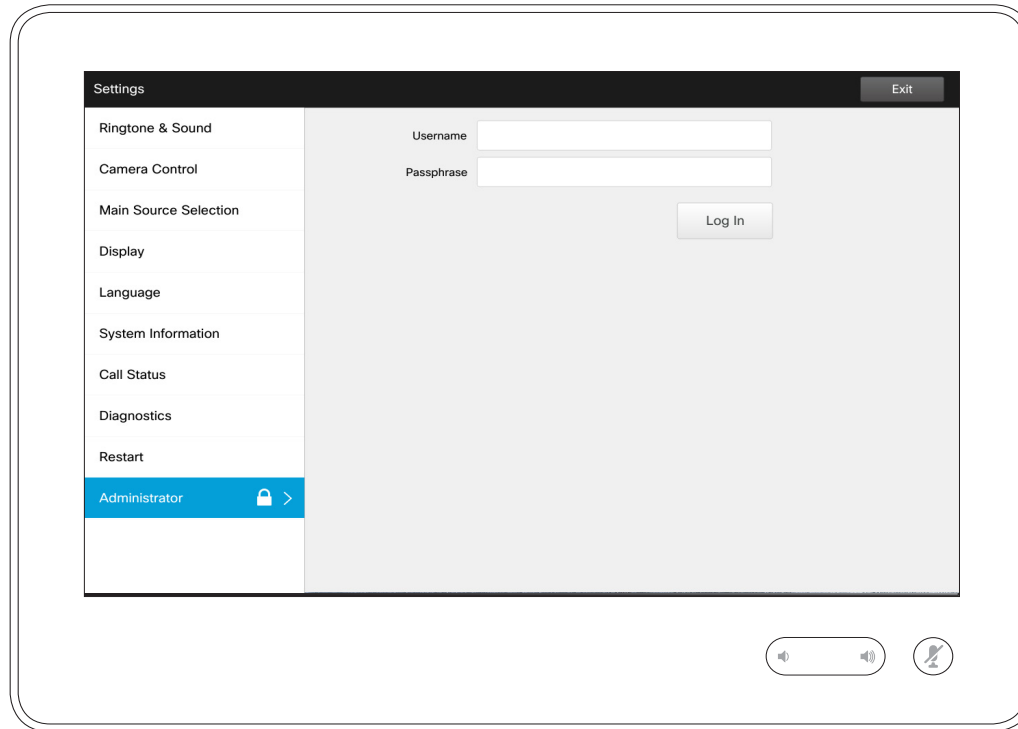 Settings
Exit
Ringtone & Sound
Camera Control
Main Source Selection
Display
Language
System Information
Call Status
Diagnostics
Restart
Administrator
Username
Passphrase
Log In